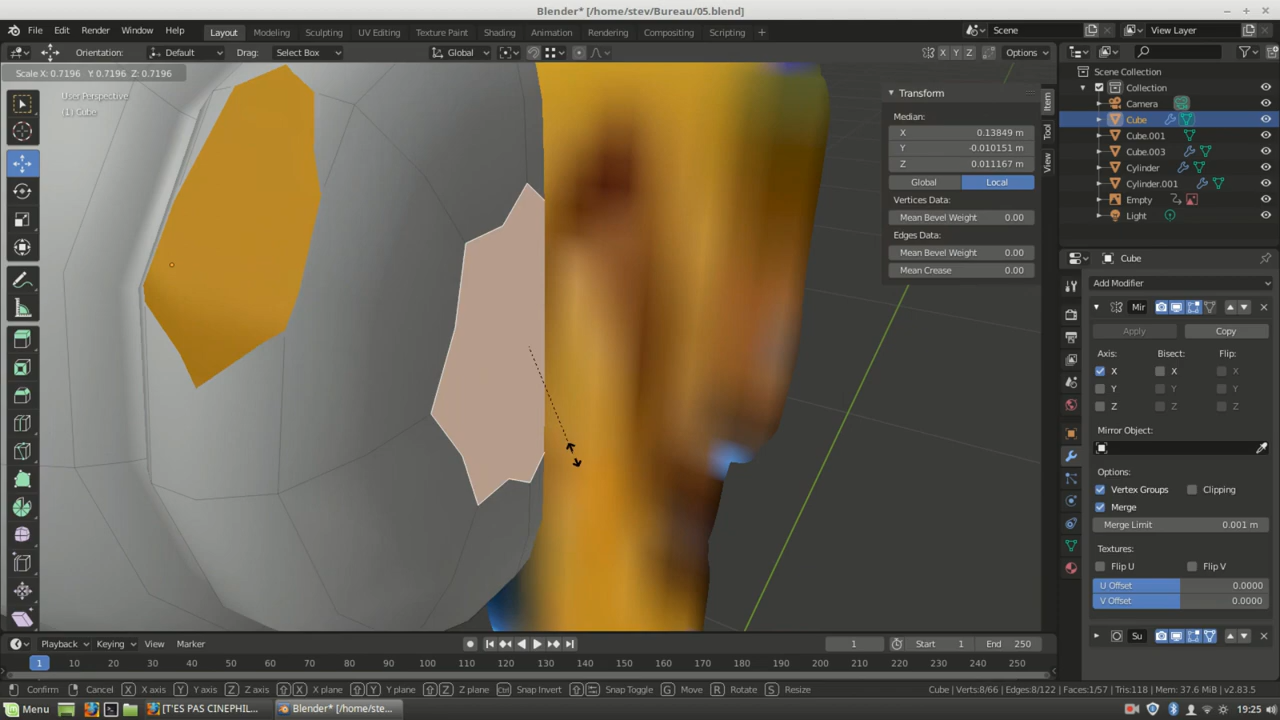 Blender* [/home/stev/Bureau/05.blend]
File Edit Render Window Help Layout Modeling Sculpting UV Editing Texture Paint Shading Animation Rendering Compositing Scripting + Scene View Layer
Orientation: Default Drag: Select Box Global X Y Z Options
Scale X: 0.7196 Y: 0.7196 Z: 0.7196
User Perspective
(1) Cube
Transform
Median:
X 0.13849 m
Y -0.010151 m
Z 0.011167 m
Global Local
Vertices Data:
Mean Bevel Weight 0.00
Edges Data:
Mean Bevel Weight 0.00
Mean Crease 0.00
Item
Tool
View
Scene Collection
Collection
Camera
Cube
Cube.001
Cube.003
Cylinder
Cylinder.001
Empty
Light
Cube
Add Modifier
Mir
Apply Copy
Axis: Bisect: Flip:
X X X
Y Y Y
Z Z Z
Mirror Object:
Options:
Vertex Groups Clipping
Merge
Merge Limit 0.001 m
Textures:
Flip U Flip V
U Offset 0.0000
V Offset 0.0000
Su
Playback Keying View Marker 1 Start 1 End 250
1 10 20 30 40 50 60 70 80 90 100 110 120 130 140 150 160 170 180 190 200 210 220 230 240 250
Confirm Cancel X X axis Y Y axis Z Z axis X X plane Y Y plane Z Z plane Ctrl Snap Invert Snap Toggle G Move R Rotate S Resize Cube | Verts:8/66 | Edges:8/122 | Faces:1/57 | Tris:118 | Mem: 37.6 MiB | v2.83.5
Menu [T'ES PAS CINEPHIL... Blender* [/home/ste... 19:25